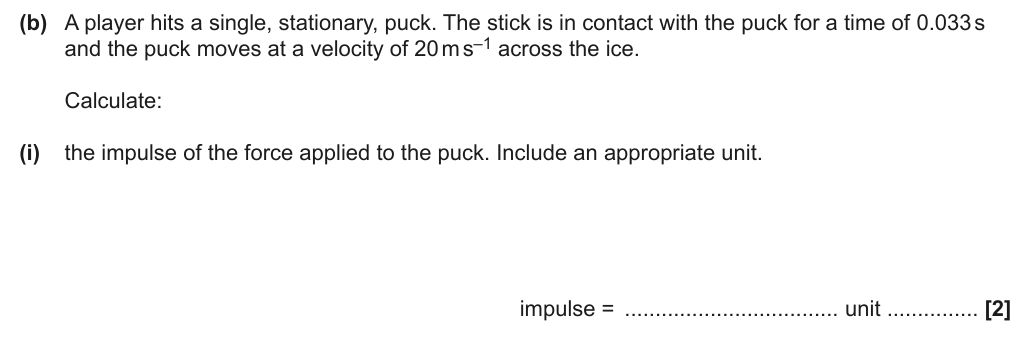 (b) A player hits a single, stationary, puck. The stick is in contact with the puck for a time of 0.033 s
and the puck moves at a velocity of 20 m s⁻¹ across the ice.
Calculate:
(i) the impulse of the force applied to the puck. Include an appropriate unit.
impulse = ................................... unit ............... [2]